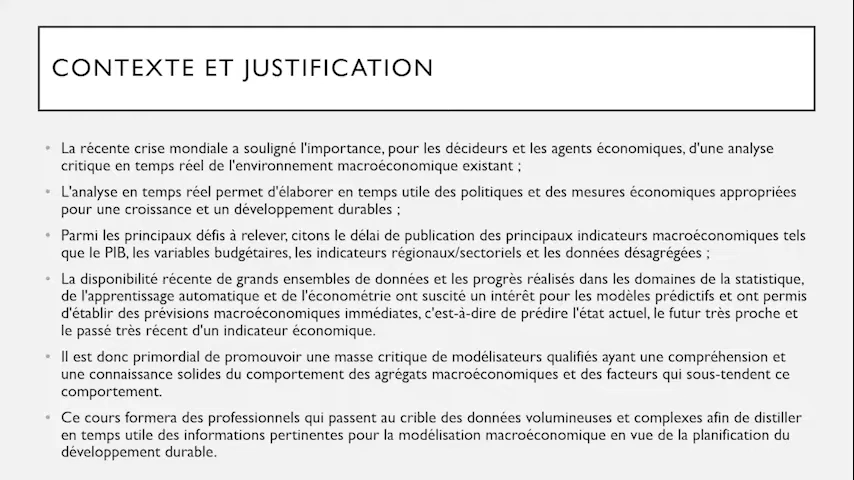 CONTEXTE ET JUSTIFICATION
• La récente crise mondiale a souligné l'importance, pour les décideurs et les agents économiques, d'une analyse
critique en temps réel de l'environnement macroéconomique existant ;
• L'analyse en temps réel permet d'élaborer en temps utile des politiques et des mesures économiques appropriées
pour une croissance et un développement durables ;
• Parmi les principaux défis à relever, citons le délai de publication des principaux indicateurs macroéconomiques tels
que le PIB, les variables budgétaires, les indicateurs régionaux/sectoriels et les données désagrégées ;
• La disponibilité récente de grands ensembles de données et les progrès réalisés dans les domaines de la statistique,
de l'apprentissage automatique et de l'économétrie ont suscité un intérêt pour les modèles prédictifs et ont permis
d'établir des prévisions macroéconomiques immédiates, c'est-à-dire de prédire l'état actuel, le futur très proche et
le passé très récent d'un indicateur économique.
• Il est donc primordial de promouvoir une masse critique de modélisateurs qualifiés ayant une compréhension et
une connaissance solides du comportement des agrégats macroéconomiques et des facteurs qui sous-tendent ce
comportement.
• Ce cours formera des professionnels qui passent au crible des données volumineuses et complexes afin de distiller
en temps utile des informations pertinentes pour la modélisation macroéconomique en vue de la planification du
développement durable.